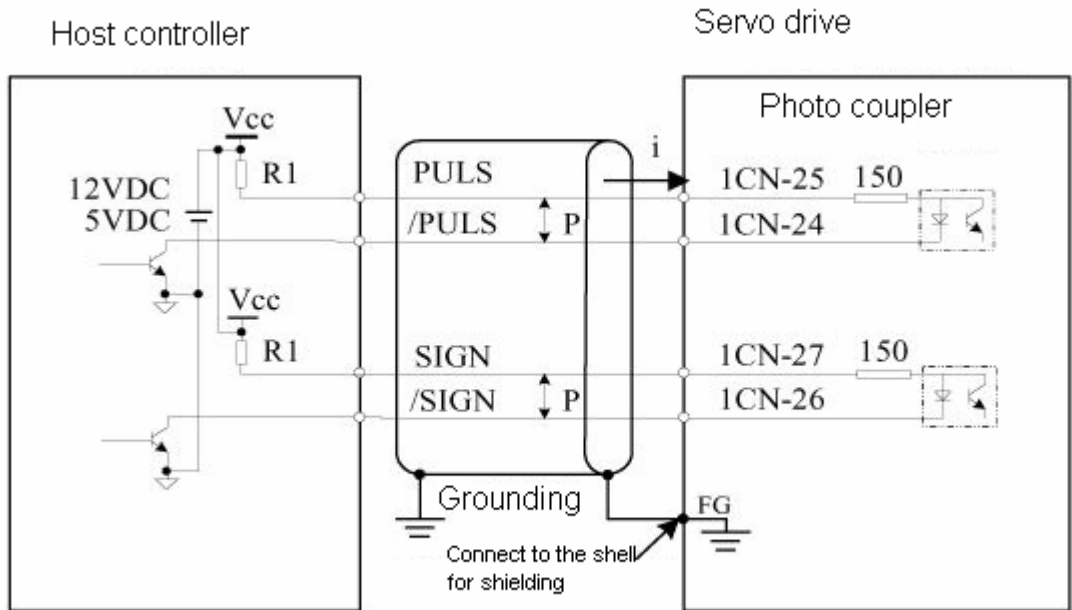 Host controller
Servo drive
Photo coupler
Vcc
R1
12VDC
5VDC
PULS
/PULS
P
i
1CN-25
150
1CN-24
Vcc
R1
SIGN
/SIGN
P
1CN-27
150
1CN-26
Grounding
FG
Connect to the shell
for shielding